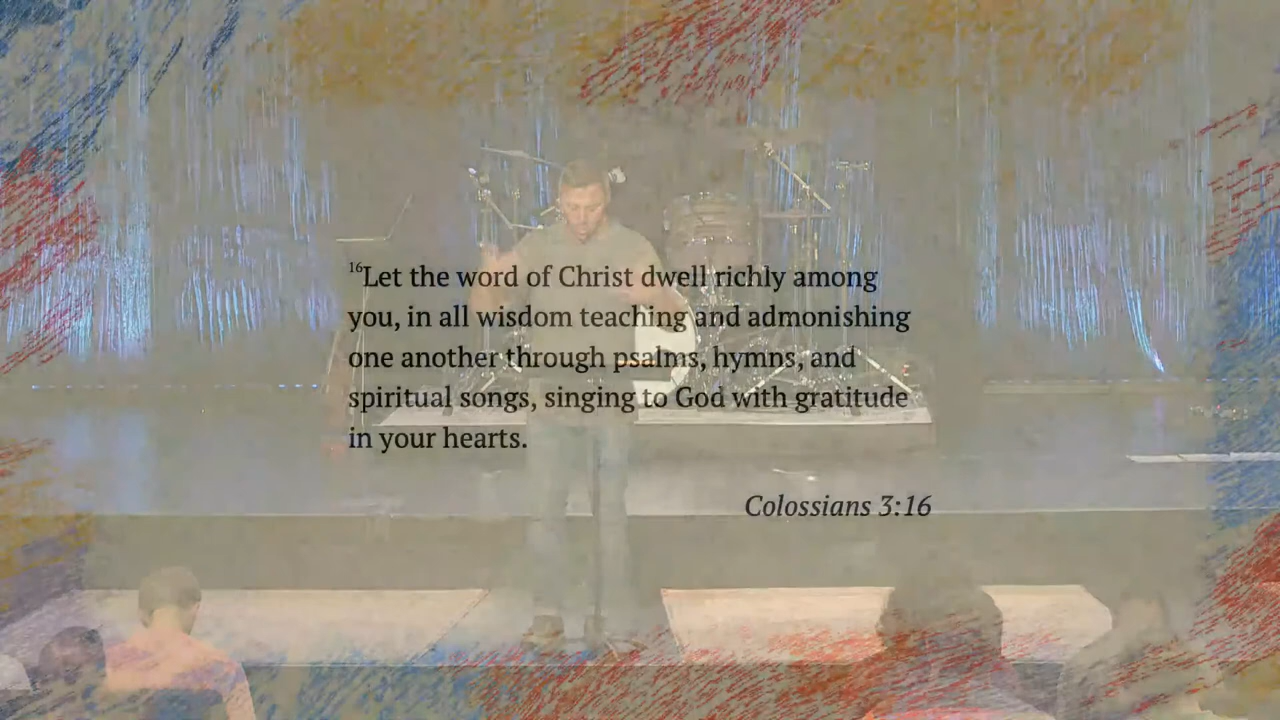 ¹⁶Let the word of Christ dwell richly among
you, in all wisdom teaching and admonishing
one another through psalms, hymns, and
spiritual songs, singing to God with gratitude
in your hearts.
Colossians 3:16